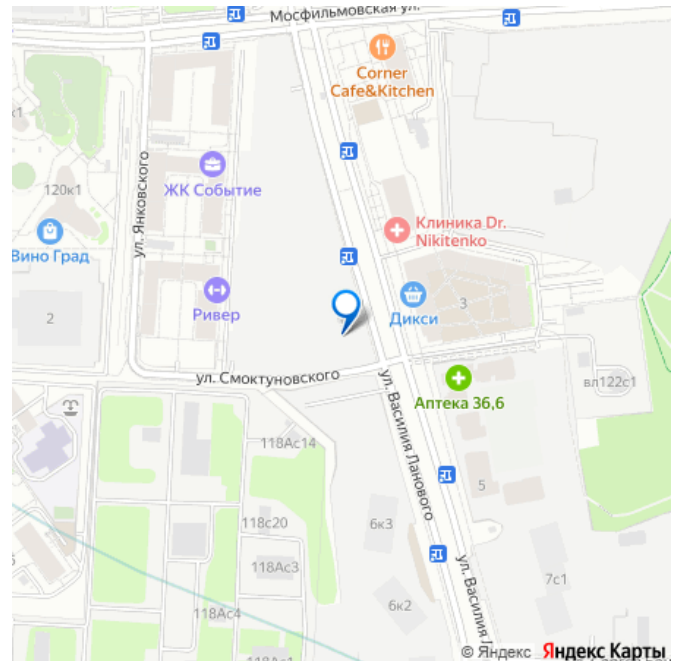 Мосфильмовская ул.
Corner
Cafe&Kitchen
к1
ул. Янковского
120к1
ЖК Событие
Клиника Dr.
Nikitenko
Вино Град
Ривер
Дикси
3
2
ул. Смоктуновского
ул. Василия Ланового
Аптека 36,6
вл122с1
118Ас14
5
118с20
6к3
118Ас3
ул. Василия Л
7с1
6к2
118Ас4
118Ас10
© Яндекс Яндекс Карты